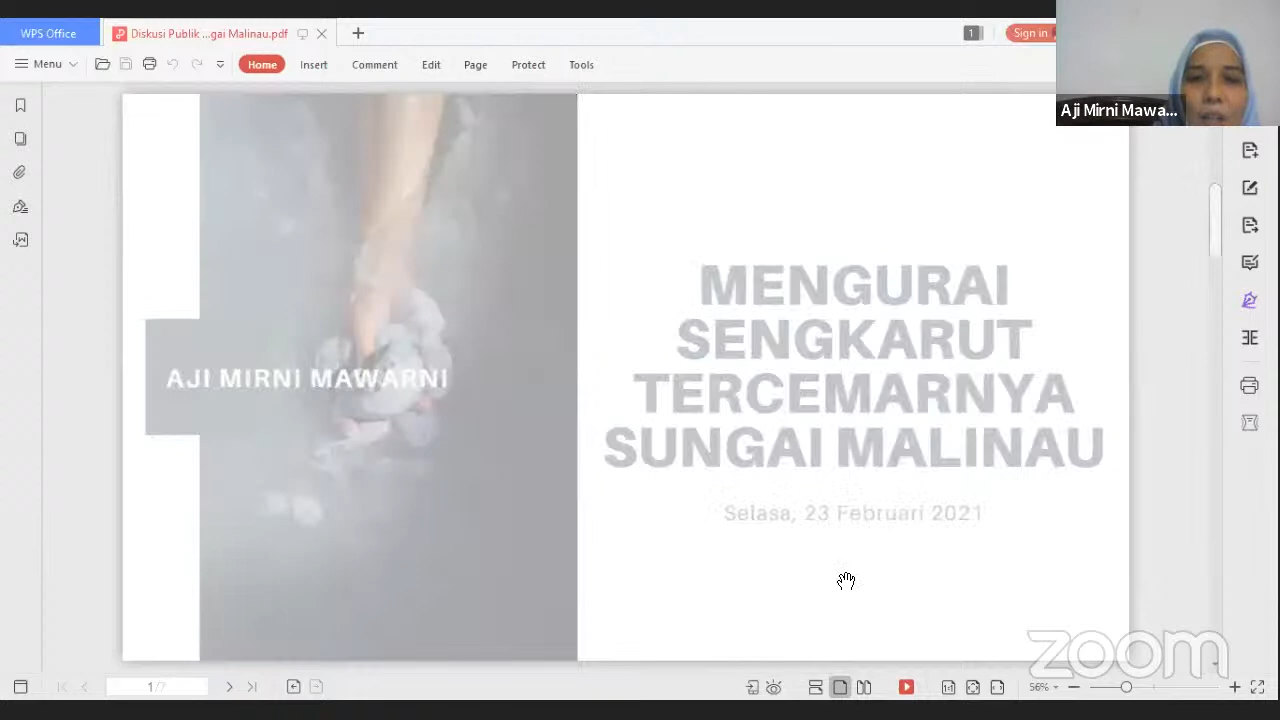 WPS Office
Diskusi Publik ...gai Malinau.pdf
1
Sign in
Menu
Home
Insert
Comment
Edit
Page
Protect
Tools
Aji Mirni Mawa...
AJI MIRNI MAWARNI
MENGURAI
SENGKARUT
TERCEMARNYA
SUNGAI MALINAU
Selasa, 23 Februari 2021
zoom
1/7
56%